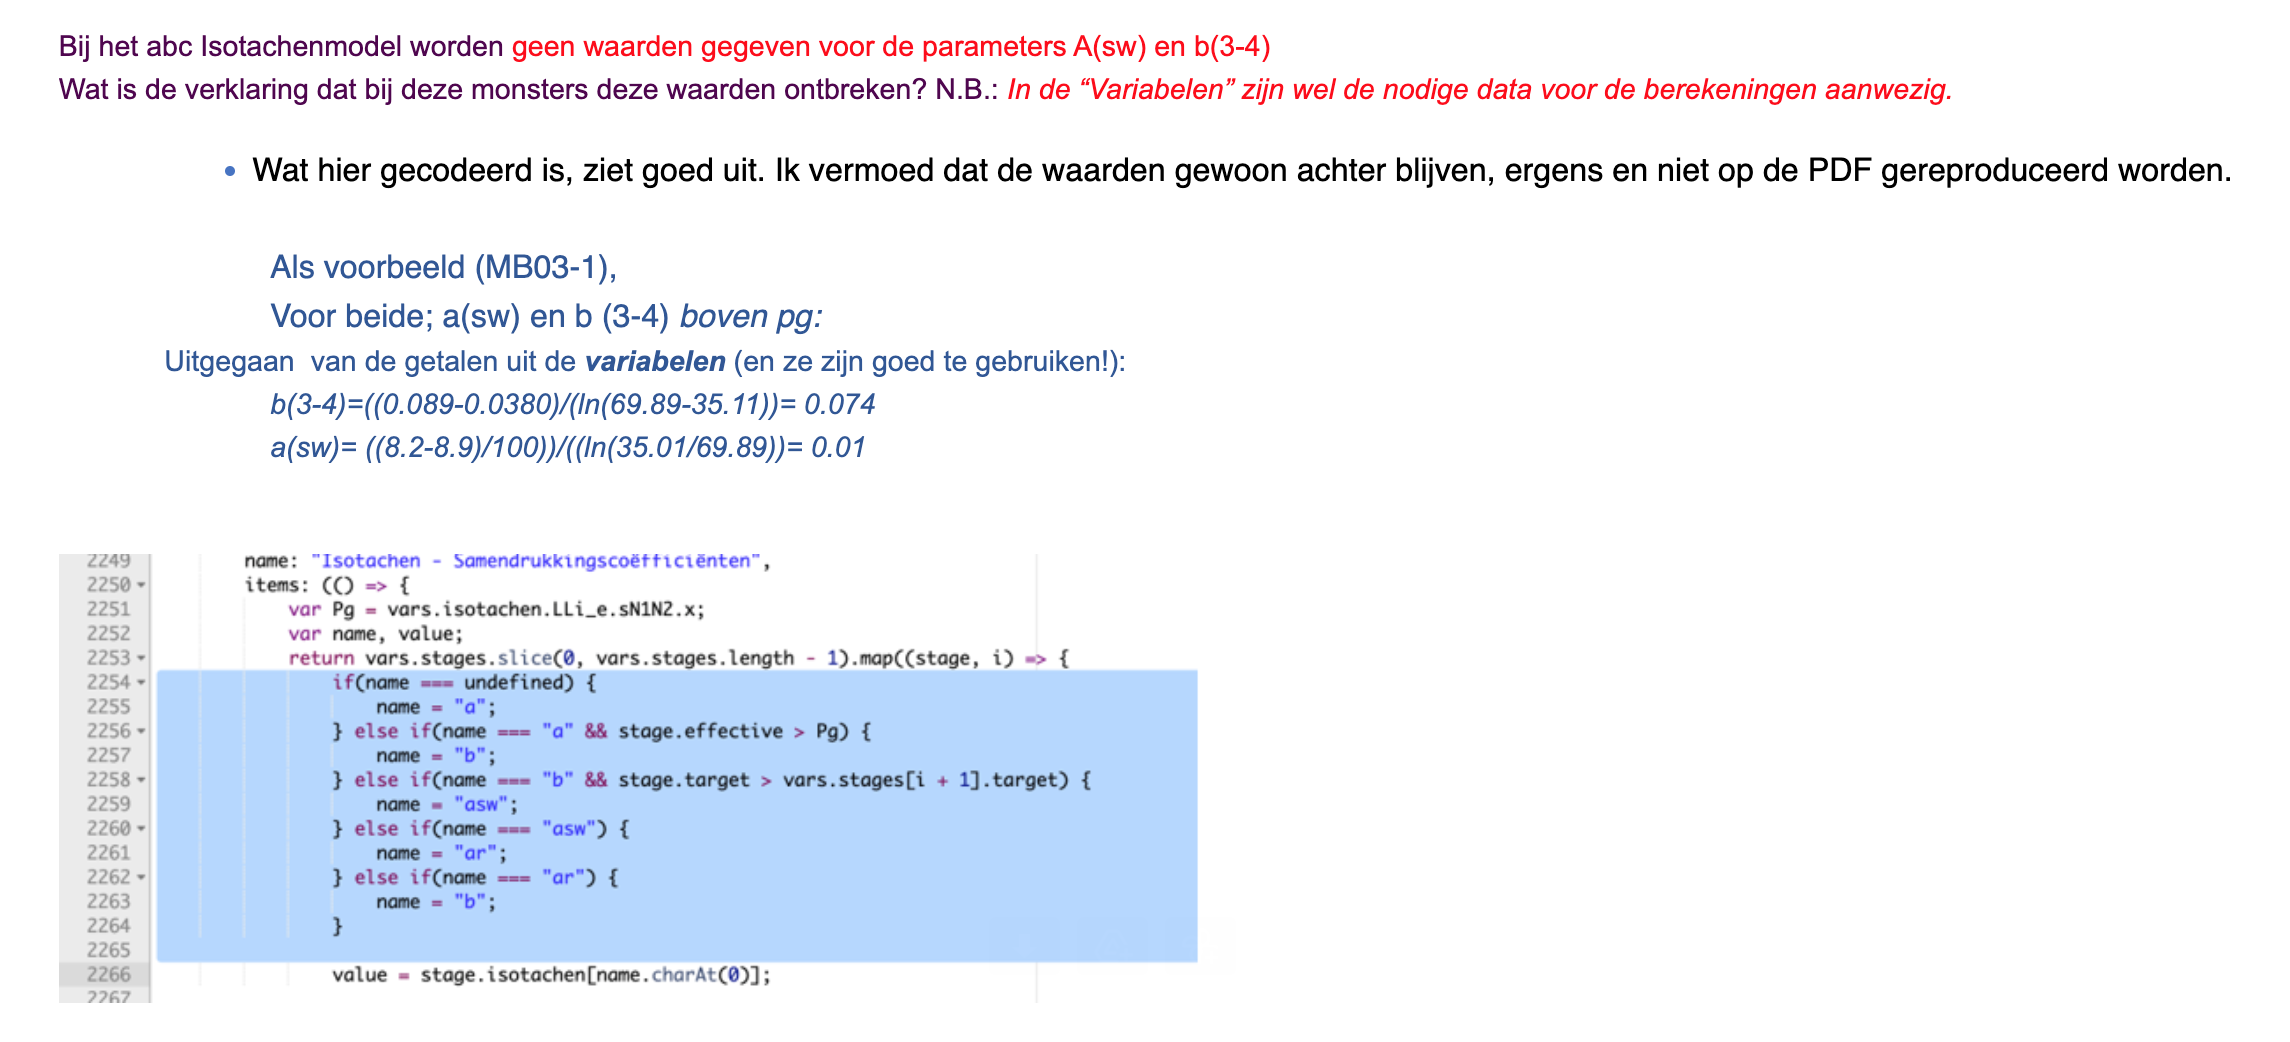 Bij het abc Isotachenmodel worden geen waarden gegeven voor de parameters A(sw) en b(3-4)
Wat is de verklaring dat bij deze monsters deze waarden ontbreken? N.B.: In de “Variabelen” zijn wel de nodige data voor de berekeningen aanwezig.
• Wat hier gecodeerd is, ziet goed uit. Ik vermoed dat de waarden gewoon achter blijven, ergens en niet op de PDF gereproduceerd worden.
Als voorbeeld (MB03-1),
Voor beide; a(sw) en b (3-4) boven pg:
Uitgegaan van de getalen uit de variabelen (en ze zijn goed te gebruiken!):
b(3-4)=((0.089-0.0380)/(ln(69.89-35.11))= 0.074
a(sw)= ((8.2-8.9)/100))/((ln(35.01/69.89))= 0.01
2249 name: "Isotachen - Samendrukkingscoëfficiënten",
2250 items: (() => {
2251 var Pg = vars.isotachen.LLi_e.sN1N2.x;
2252 var name, value;
2253 return vars.stages.slice(0, vars.stages.length - 1).map((stage, i) => {
2254 if(name === undefined) {
2255 name = "a";
2256 } else if(name === "a" && stage.effective > Pg) {
2257 name = "b";
2258 } else if(name === "b" && stage.target > vars.stages[i + 1].target) {
2259 name = "asw";
2260 } else if(name === "asw") {
2261 name = "ar";
2262 } else if(name === "ar") {
2263 name = "b";
2264 }
2265
2266 value = stage.isotachen[name.charAt(0)];
2267